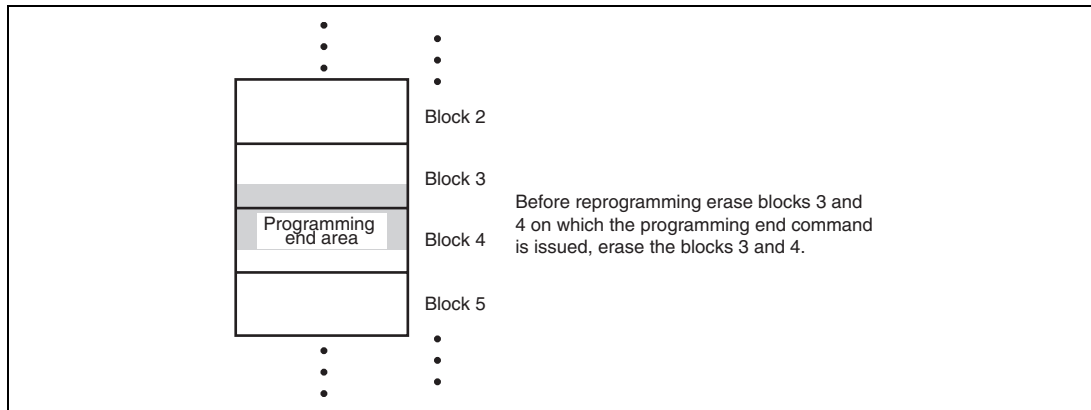 Block 2
Block 3
Programming
end area
Block 4
Before reprogramming erase blocks 3 and
4 on which the programming end command
is issued, erase the blocks 3 and 4.
Block 5